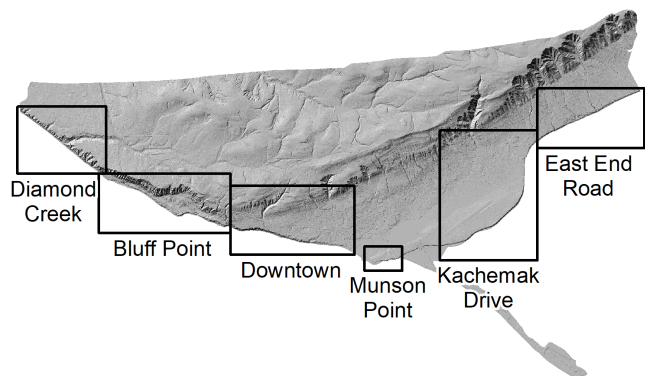 Diamond
Creek
Bluff Point
Downtown
Munson
Point
Kachemak
Drive
East End
Road